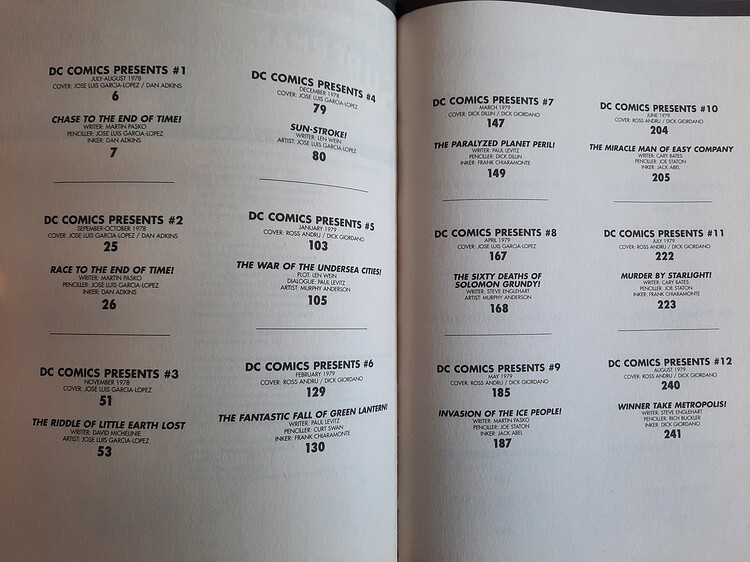 DC COMICS PRESENTS #1
JULY-AUGUST 1978
COVER: JOSE LUIS GARCIA-LOPEZ / DAN ADKINS
6
CHASE TO THE END OF TIME!
WRITER: MARTIN PASKO
PENCILLER: JOSE LUIS GARCIA-LOPEZ
INKER: DAN ADKINS
7
DC COMICS PRESENTS #2
SEPEMBER-OCTOBER 1978
COVER: JOSE LUIS GARCIA-LOPEZ / DAN ADKINS
25
RACE TO THE END OF TIME!
WRITER: MARTIN PASKO
PENCILLER: JOSE LUIS GARCIA-LOPEZ
INKER: DAN ADKINS
26
DC COMICS PRESENTS #3
NOVEMBER 1978
COVER: JOSE LUIS GARCIA-LOPEZ
51
THE RIDDLE OF LITTLE EARTH LOST
WRITER: DAVID MICHELINIE
ARTIST: JOSE LUIS GARCIA-LOPEZ
53
DC COMICS PRESENTS #4
DECEMBER 1978
COVER: JOSE LUIS GARCIA-LOPEZ
79
SUN-STROKE!
WRITER: LEN WEIN
ARTIST: JOSE LUIS GARCIA-LOPEZ
80
DC COMICS PRESENTS #5
JANUARY 1979
COVER: ROSS ANDRU / DICK GIORDANO
103
THE WAR OF THE UNDERSEA CITIES!
PLOT: LEN WEIN
DIALOGUE: PAUL LEVITZ
ARTIST: MURPHY ANDERSON
105
DC COMICS PRESENTS #6
FEBRUARY 1979
COVER: ROSS ANDRU / DICK GIORDANO
129
THE FANTASTIC FALL OF GREEN LANTERN!
WRITER: PAUL LEVITZ
PENCILLER: CURT SWAN
INKER: FRANK CHIARAMONTE
130
DC COMICS PRESENTS #7
MARCH 1979
COVER: DICK DILLIN / DICK GIORDANO
147
THE PARALYZED PLANET PERIL!
WRITER: PAUL LEVITZ
PENCILLER: DICK DILLIN
INKER: FRANK CHIARAMONTE
149
DC COMICS PRESENTS #8
APRIL 1979
COVER: JOSE LUIS GARCIA-LOPEZ
167
THE SIXTY DEATHS OF
SOLOMON GRUNDY!
WRITER: STEVE ENGLEHART
ARTIST: MURPHY ANDERSON
168
DC COMICS PRESENTS #9
MAY 1979
COVER: ROSS ANDRU / DICK GIORDANO
185
INVASION OF THE ICE PEOPLE!
WRITER: MARTIN PASKO
PENCILLER: JOE STATON
INKER: JACK ABEL
187
DC COMICS PRESENTS #10
JUNE 1979
COVER: ROSS ANDRU / DICK GIORDANO
204
THE MIRACLE MAN OF EASY COMPANY
WRITER: CARY BATES
PENCILLER: JOE STATON
INKER: JACK ABEL
205
DC COMICS PRESENTS #11
JULY 1979
COVER: ROSS ANDRU / DICK GIORDANO
222
MURDER BY STARLIGHT!
WRITER: CARY BATES
PENCILLER: JOE STATON
INKER: FRANK CHIARAMONTE
223
DC COMICS PRESENTS #12
AUGUST 1979
COVER: ROSS ANDRU / DICK GIORDANO
240
WINNER TAKE METROPOLIS!
WRITER: STEVE ENGLEHART
PENCILLER: RICH BUCKLER
INKER: DICK GIORDANO
241